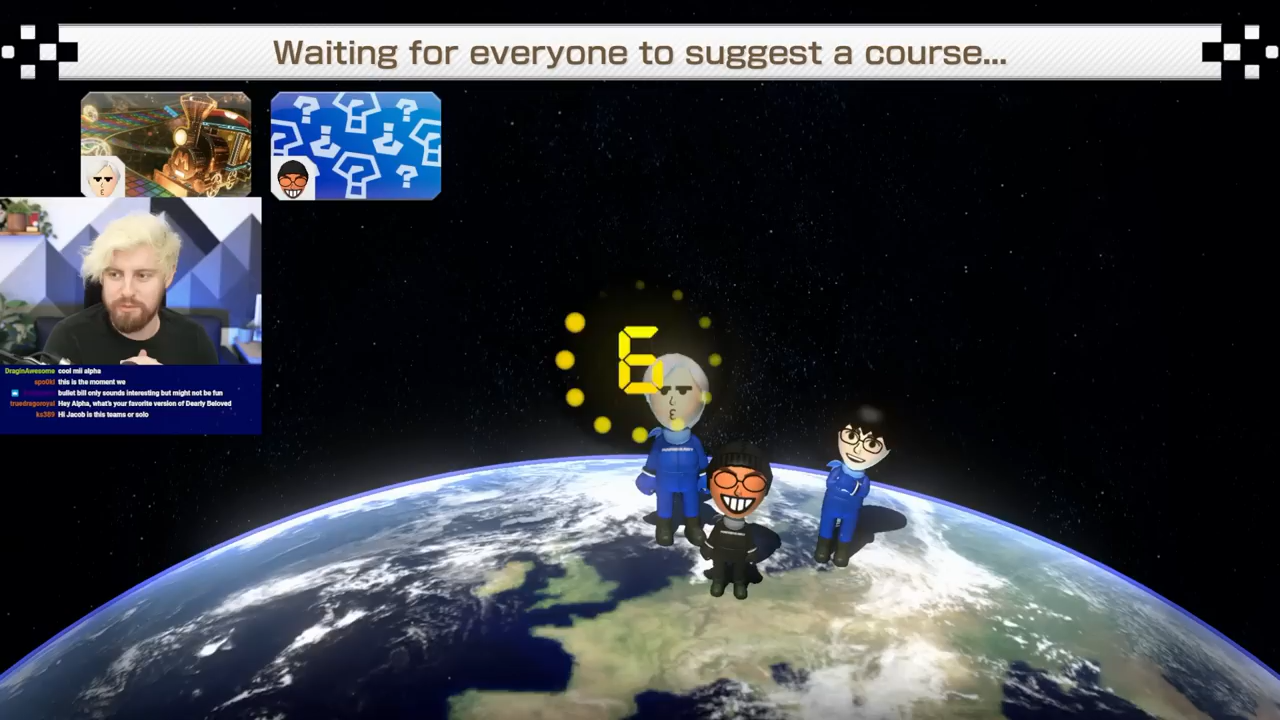 Waiting for everyone to suggest a course...
6
DraginAwesome cool mii alpha
spo0ki this is the moment we
bullet bill only sounds interesting but might not be fun
truedragoroyal Hey Alpha, what's your favorite version of Dearly Beloved
ks389 Hi Jacob is this teams or solo